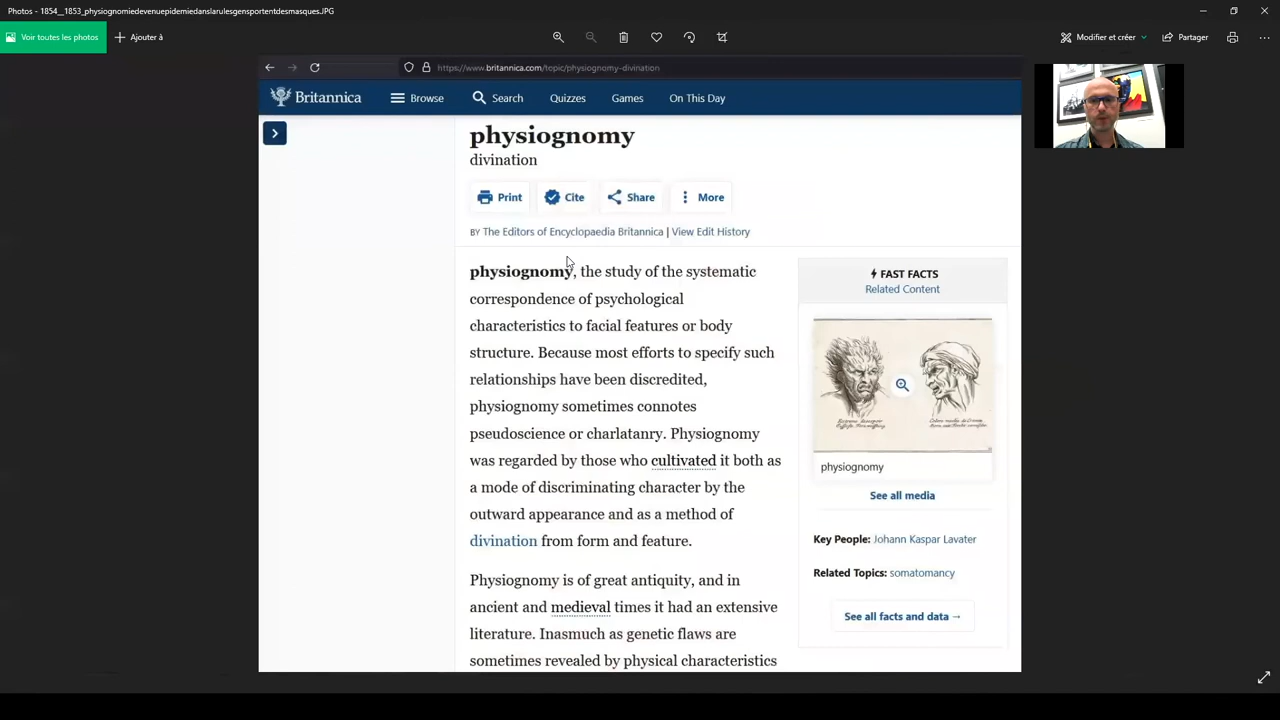 Photos - 1854__1853_physiognomiedevenuepidemiedanslarulesgensportentdesmasques.JPG
Voir toutes les photos
Ajouter à
Modifier et créer
Partager
https://www.britannica.com/topic/physiognomy-divination
Britannica
Browse
Search
Quizzes
Games
On This Day
physiognomy
divination
Print
Cite
Share
More
BY The Editors of Encyclopaedia Britannica | View Edit History
physiognomy, the study of the systematic
correspondence of psychological
characteristics to facial features or body
structure. Because most efforts to specify such
relationships have been discredited,
physiognomy sometimes connotes
pseudoscience or charlatanry. Physiognomy
was regarded by those who cultivated it both as
a mode of discriminating character by the
outward appearance and as a method of
divination from form and feature.
Physiognomy is of great antiquity, and in
ancient and medieval times it had an extensive
literature. Inasmuch as genetic flaws are
sometimes revealed by physical characteristics
FAST FACTS
Related Content
physiognomy
See all media
Key People: Johann Kaspar Lavater
Related Topics: somatomancy
See all facts and data →